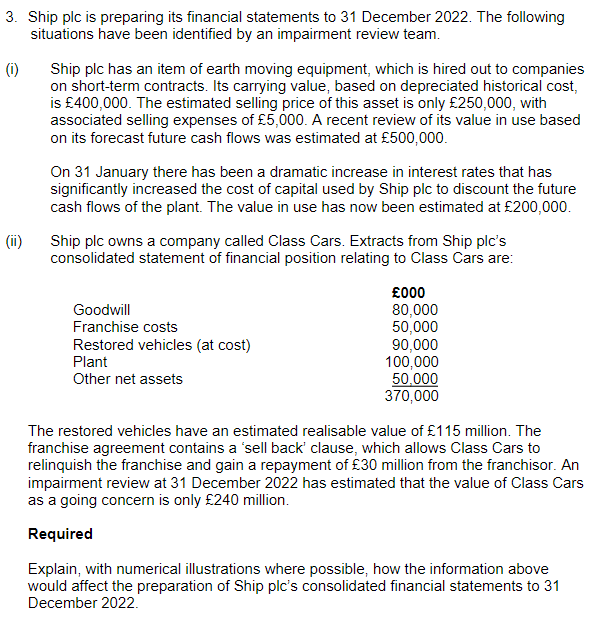 3. Ship plc is preparing its financial statements to 31 December 2022. The following
situations have been identified by an impairment review team.
(i) Ship plc has an item of earth moving equipment, which is hired out to companies
on short-term contracts. Its carrying value, based on depreciated historical cost,
is £400,000. The estimated selling price of this asset is only £250,000, with
associated selling expenses of £5,000. A recent review of its value in use based
on its forecast future cash flows was estimated at £500,000.
On 31 January there has been a dramatic increase in interest rates that has
significantly increased the cost of capital used by Ship plc to discount the future
cash flows of the plant. The value in use has now been estimated at £200,000.
(ii) Ship plc owns a company called Class Cars. Extracts from Ship plc's
consolidated statement of financial position relating to Class Cars are:
£000
Goodwill 80,000
Franchise costs 50,000
Restored vehicles (at cost) 90,000
Plant 100,000
Other net assets 50,000
370,000
The restored vehicles have an estimated realisable value of £115 million. The
franchise agreement contains a 'sell back' clause, which allows Class Cars to
relinquish the franchise and gain a repayment of £30 million from the franchisor. An
impairment review at 31 December 2022 has estimated that the value of Class Cars
as a going concern is only £240 million.
Required
Explain, with numerical illustrations where possible, how the information above
would affect the preparation of Ship plc's consolidated financial statements to 31
December 2022.